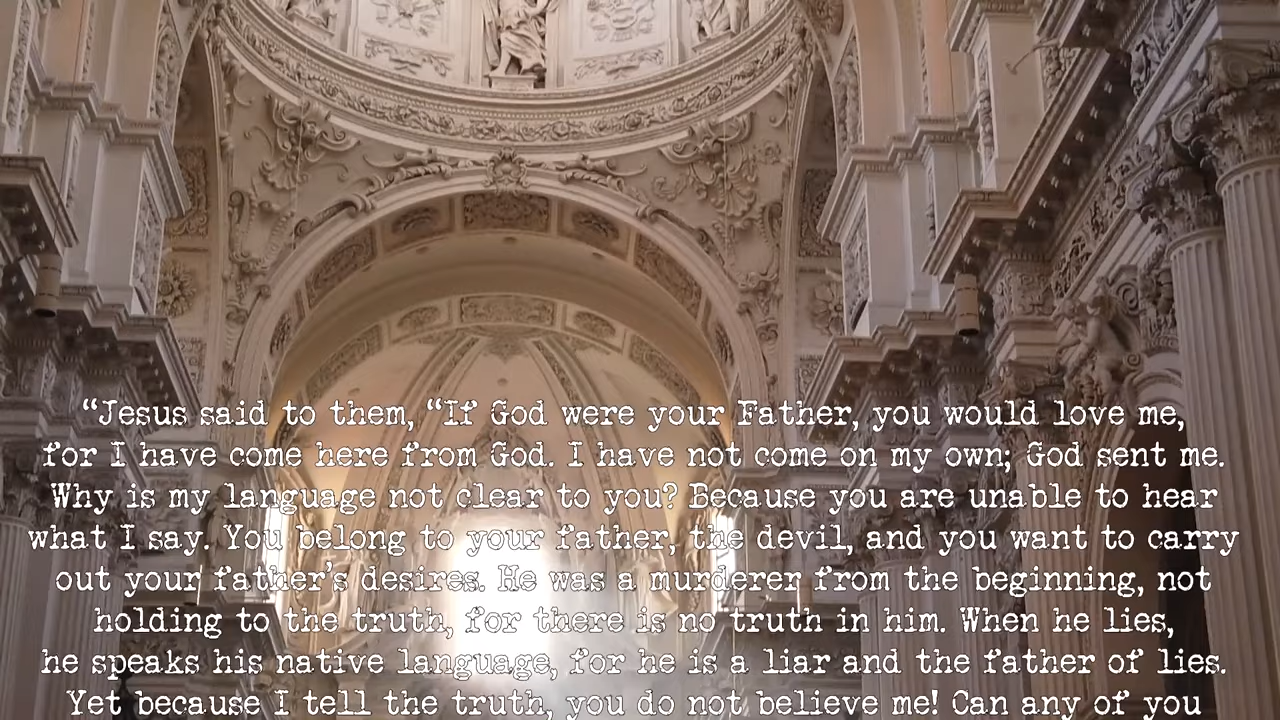 “Jesus said to them, “If God were your Father, you would love me,
for I have come here from God. I have not come on my own; God sent me.
Why is my language not clear to you? Because you are unable to hear
what I say. You belong to your father, the devil, and you want to carry
out your father’s desires. He was a murderer from the beginning, not
holding to the truth, for there is no truth in him. When he lies,
he speaks his native language, for he is a liar and the father of lies.
Yet because I tell the truth, you do not believe me! Can any of you